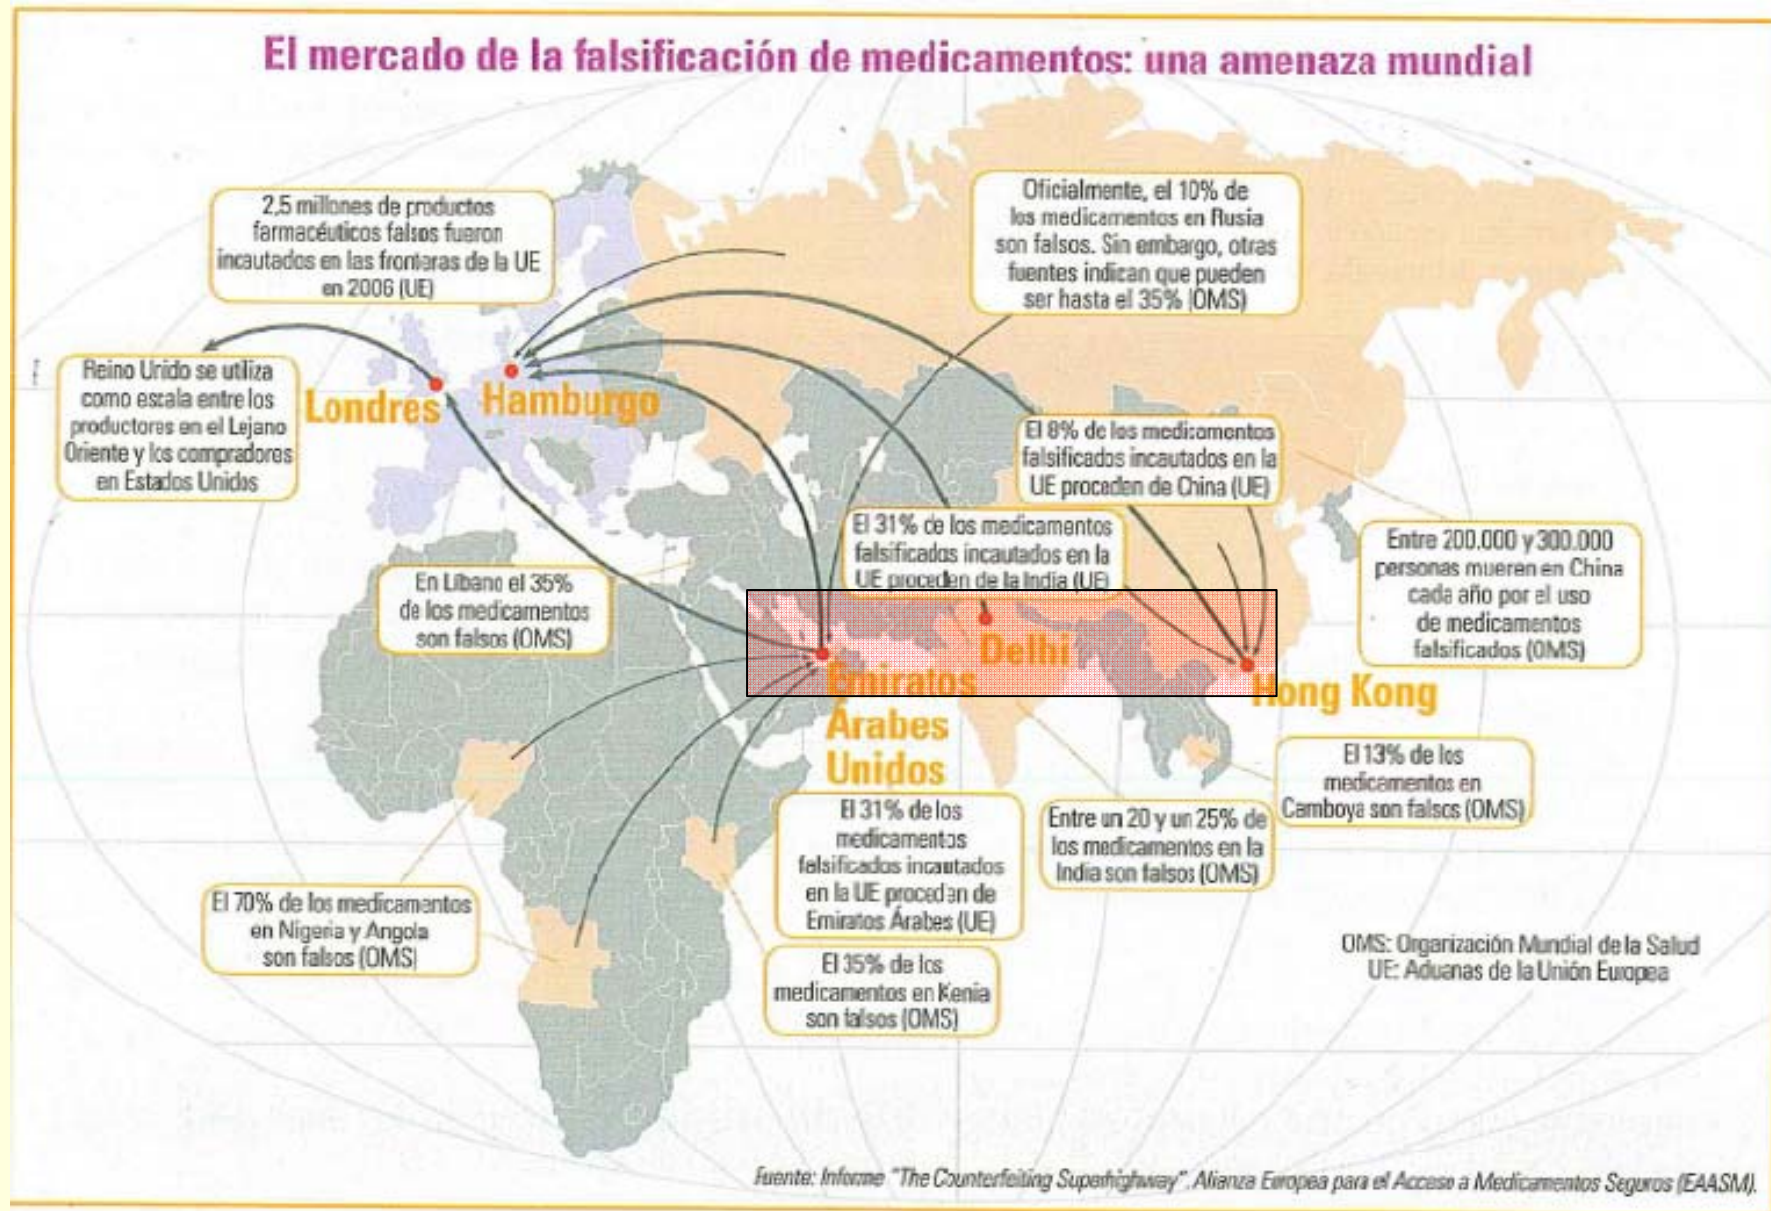 El mercado de la falsificación de medicamentos: una amenaza mundial
2,5 millones de productos
farmacéuticos falsos fueron
incautados en las fronteras de la UE
en 2006 (UE)
Oficialmente, el 10% de
los medicamentos en Rusia
son falsos. Sin embargo, otras
fuentes indican que pueden
ser hasta el 35% (OMS)
Reino Unido se utiliza
como escala entre los
productores en el Lejano
Oriente y los compradores
en Estados Unidos
Londres
Hamburgo
El 8% de los medicamentos
falsificados incautados en la
UE proceden de China (UE)
El 31% de los medicamentos
falsificados incautados en la
UE proceden de la India (UE)
Entre 200.000 y 300.000
personas mueren en China
cada año por el uso
de medicamentos
falsificados (OMS)
En Líbano el 35%
de los medicamentos
son falsos (OMS)
Delhi
Emiratos
Árabes
Unidos
Hong Kong
El 13% de los
medicamentos en
Camboya son falsos (OMS)
El 31% de los
medicamentos
falsificados incautados
en la UE proceden de
Emiratos Árabes (UE)
Entre un 20 y un 25% de
los medicamentos en la
India son falsos (OMS)
El 70% de los medicamentos
en Nigeria y Angola
son falsos (OMS)
El 35% de los
medicamentos en Kenia
son falsos (OMS)
OMS: Organización Mundial de la Salud
UE: Aduanas de la Unión Europea
Fuente: Informe "The Counterfeiting Superhighway". Alianza Europea para el Acceso a Medicamentos Seguros (EAASM).